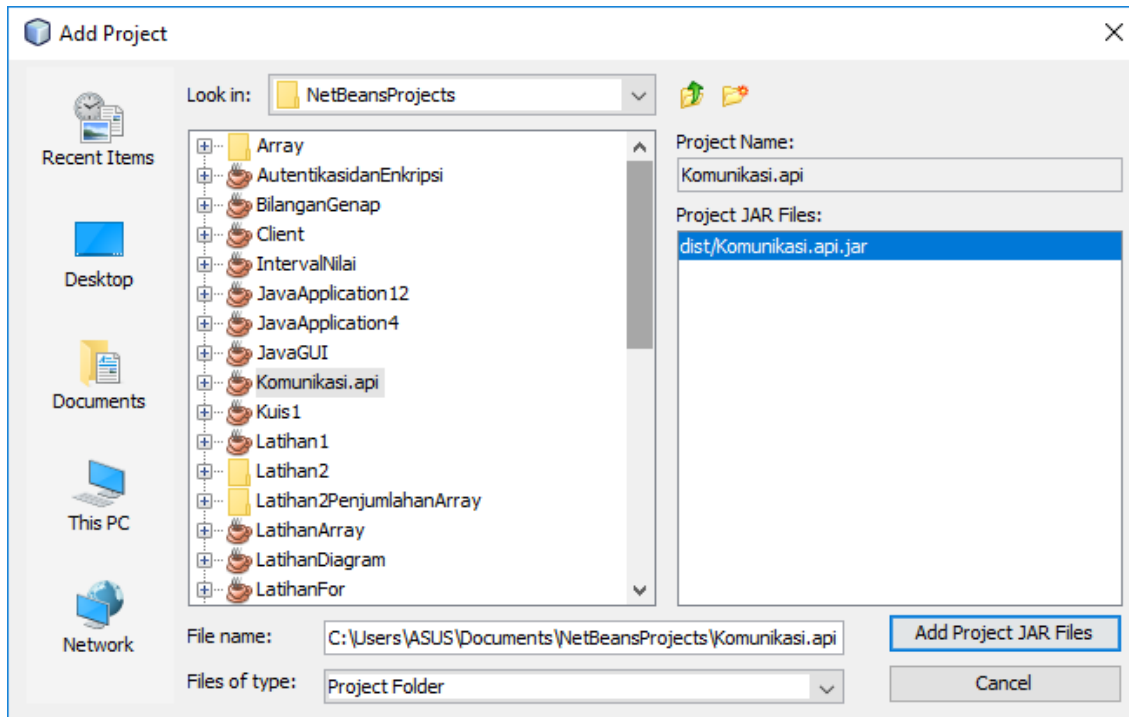 Add Project
Look in:
NetBeansProjects
Recent Items
Desktop
Documents
This PC
Network
Array
AutentikasidanEnkripsi
BilanganGenap
Client
IntervalNilai
JavaApplication12
JavaApplication4
JavaGUI
Komunikasi.api
Kuis1
Latihan1
Latihan2
Latihan2PenjumlahanArray
LatihanArray
LatihanDiagram
LatihanFor
Project Name:
Komunikasi.api
Project JAR Files:
dist/Komunikasi.api.jar
File name:
C:\Users\ASUS\Documents\NetBeansProjects\Komunikasi.api
Add Project JAR Files
Files of type:
Project Folder
Cancel